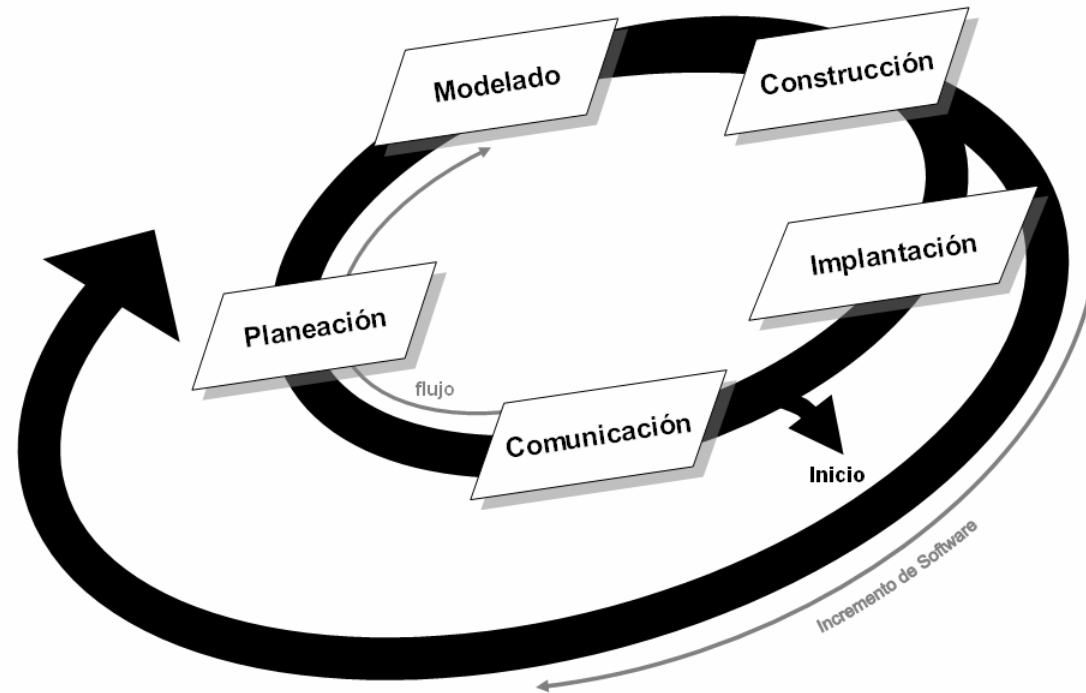 Modelado
Construcción
Implantación
Planeación
flujo
Comunicación
Inicio
Incremento de Software